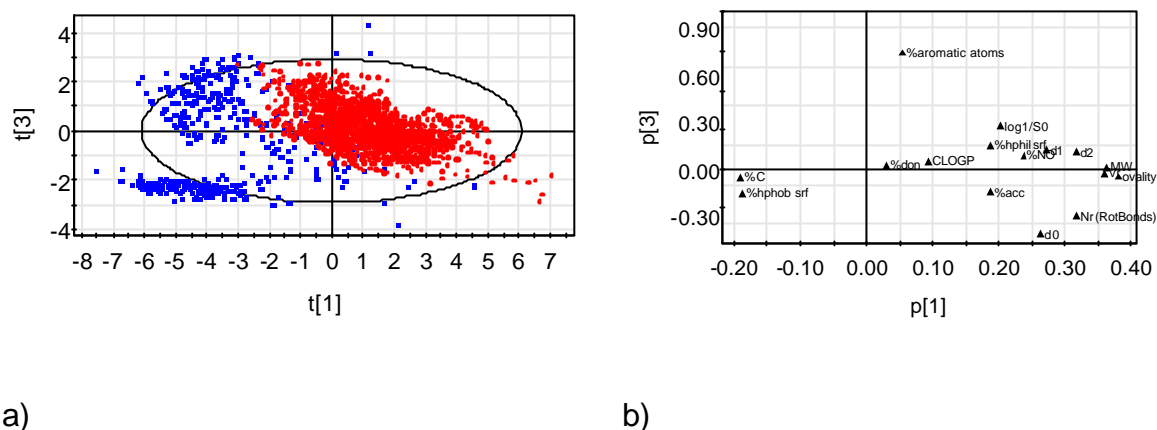 4
2
0
-2
-4
t[3]
-8 -7 -6 -5 -4 -3 -2 -1 0 1 2 3 4 5 6 7
t[1]
a)
0.90
0.60
0.30
0.00
-0.30
p[3]
%aromatic atoms
log1/S0
%hphil srf
%NO
d1
d2
%don
CLOGP
MW
ovality
%C
%hphob srf
%acc
Nr(RotBonds)
d0
-0.20 -0.10 0.00 0.10 0.20 0.30 0.40
p[1]
b)